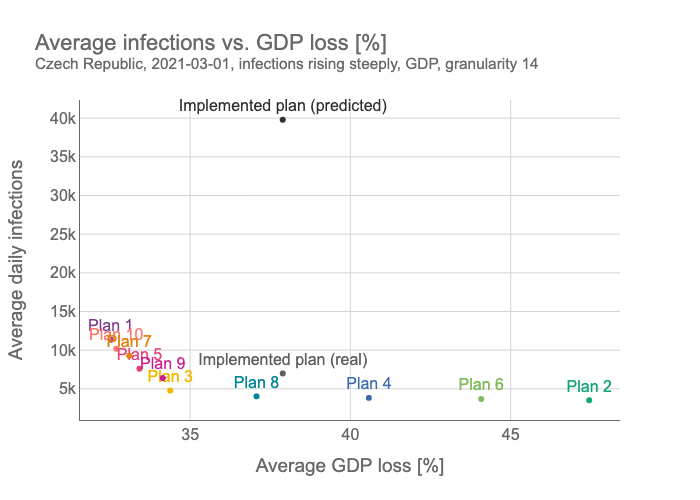 Average infections vs. GDP loss [%]
Czech Republic, 2021-03-01, infections rising steeply, GDP, granularity 14
Implemented plan (predicted)
40k
35k
30k
25k
20k
15k
10k
5k
Average daily infections
Plan 1
Plan 10
Plan 7
Plan 5
Plan 9
Plan 3
Implemented plan (real)
Plan 8
Plan 4
Plan 6
Plan 2
35
40
45
Average GDP loss [%]